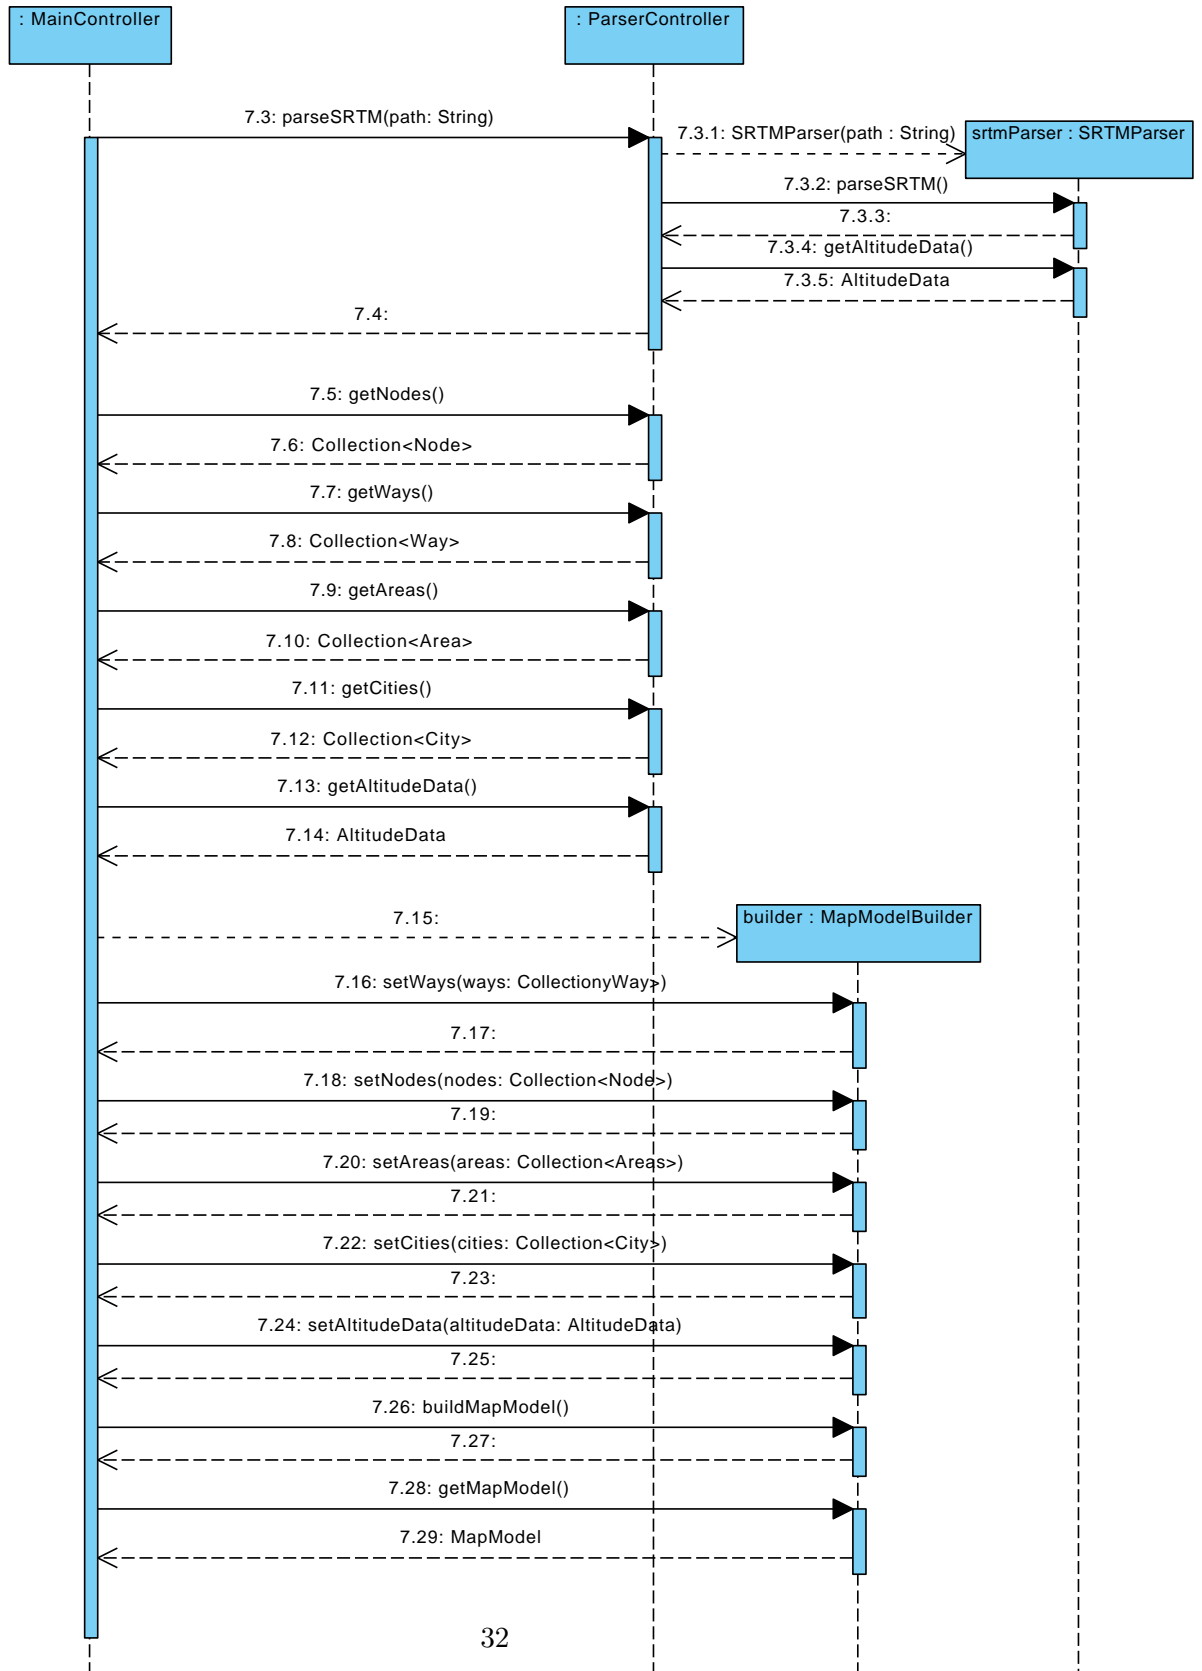 : MainController
: ParserController
7.3: parseSRTM(path: String)
7.3.1: SRTMParser(path : String)
srtmParser : SRTMParser
7.3.2: parseSRTM()
7.3.3:
7.3.4: getAltitudeData()
7.3.5: AltitudeData
7.4:
7.5: getNodes()
7.6: Collection<Node>
7.7: getWays()
7.8: Collection<Way>
7.9: getAreas()
7.10: Collection<Area>
7.11: getCities()
7.12: Collection<City>
7.13: getAltitudeData()
7.14: AltitudeData
7.15:
builder : MapModelBuilder
7.16: setWays(ways: CollectionyWay>)
7.17:
7.18: setNodes(nodes: Collection<Node>)
7.19:
7.20: setAreas(areas: Collection<Areas>)
7.21:
7.22: setCities(cities: Collection<City>)
7.23:
7.24: setAltitudeData(altitudeData: AltitudeData)
7.25:
7.26: buildMapModel()
7.27:
7.28: getMapModel()
7.29: MapModel
32